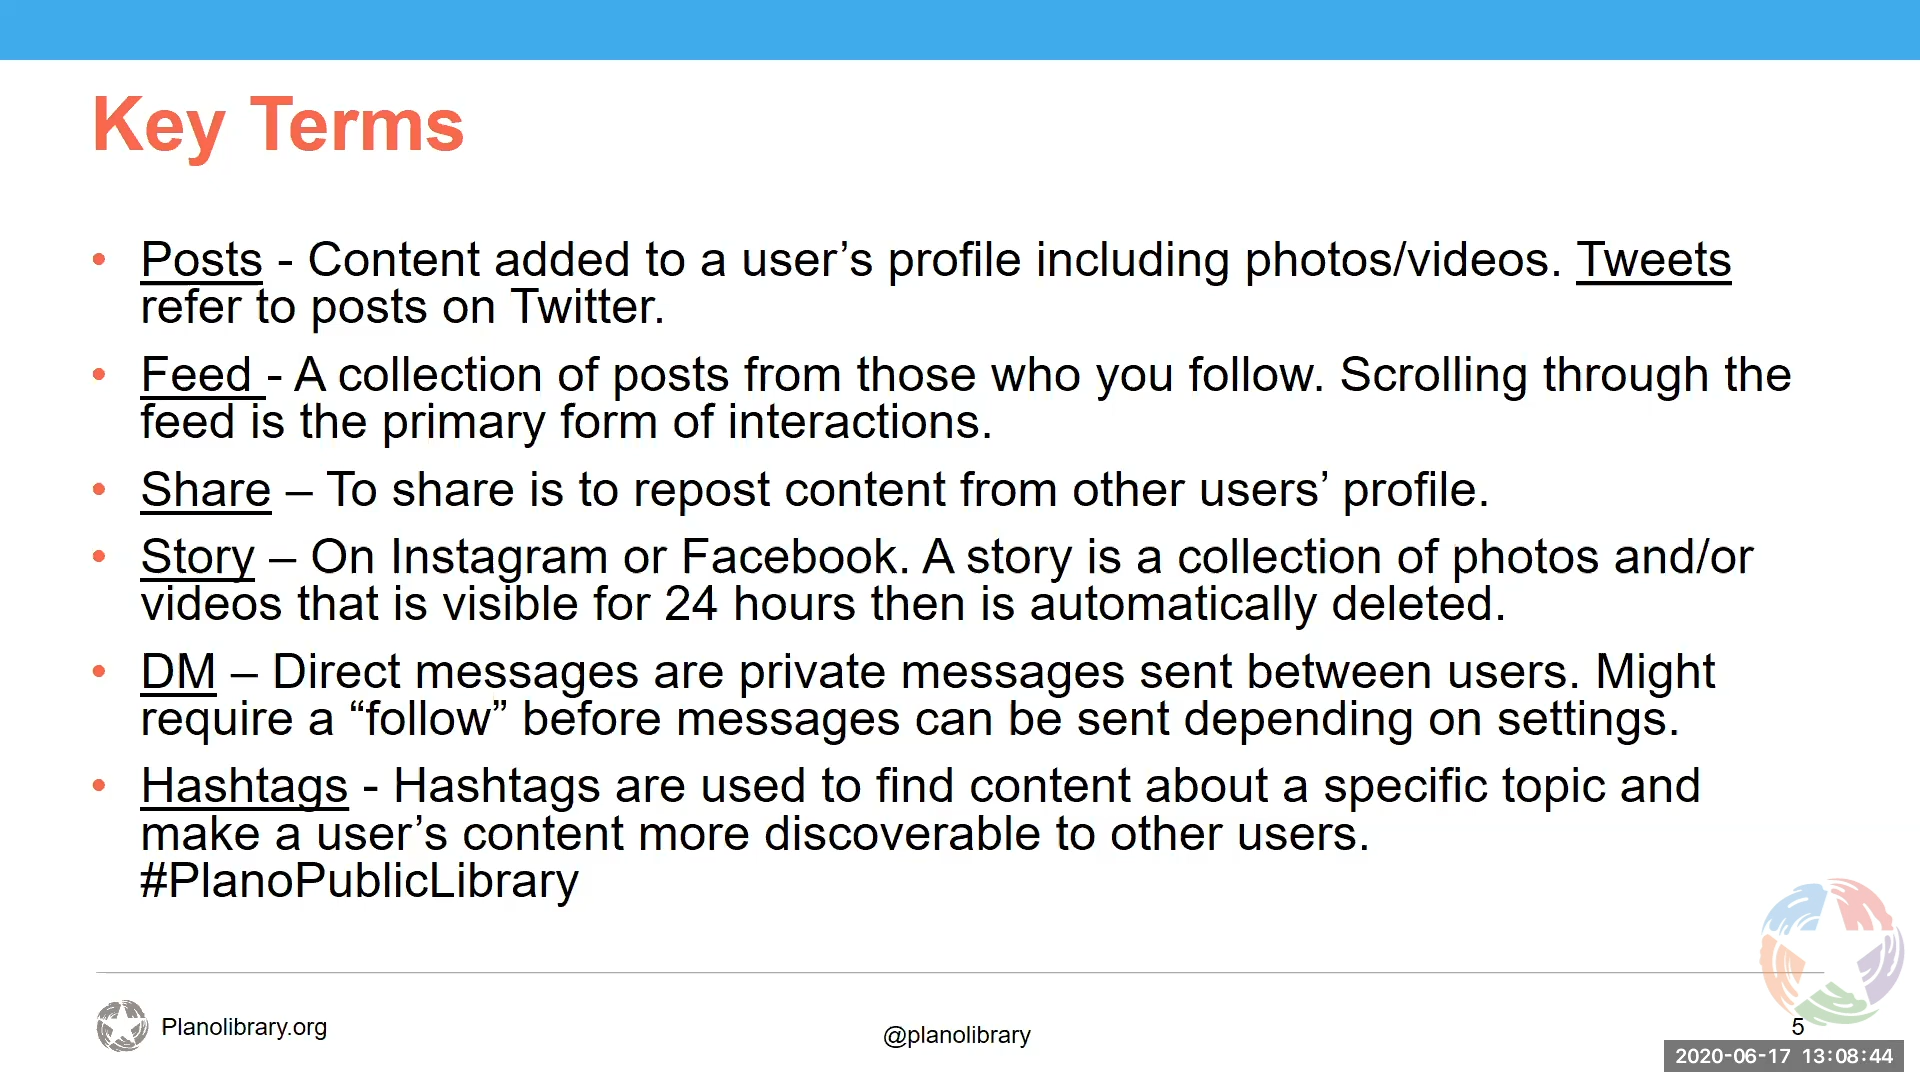 Key Terms
• Posts - Content added to a user’s profile including photos/videos. Tweets
refer to posts on Twitter.
• Feed - A collection of posts from those who you follow. Scrolling through the
feed is the primary form of interactions.
• Share – To share is to repost content from other users’ profile.
• Story – On Instagram or Facebook. A story is a collection of photos and/or
videos that is visible for 24 hours then is automatically deleted.
• DM – Direct messages are private messages sent between users. Might
require a “follow” before messages can be sent depending on settings.
• Hashtags - Hashtags are used to find content about a specific topic and
make a user’s content more discoverable to other users.
#PlanoPublicLibrary
Planolibrary.org
@planolibrary
5
2020-06-17 13:08:44